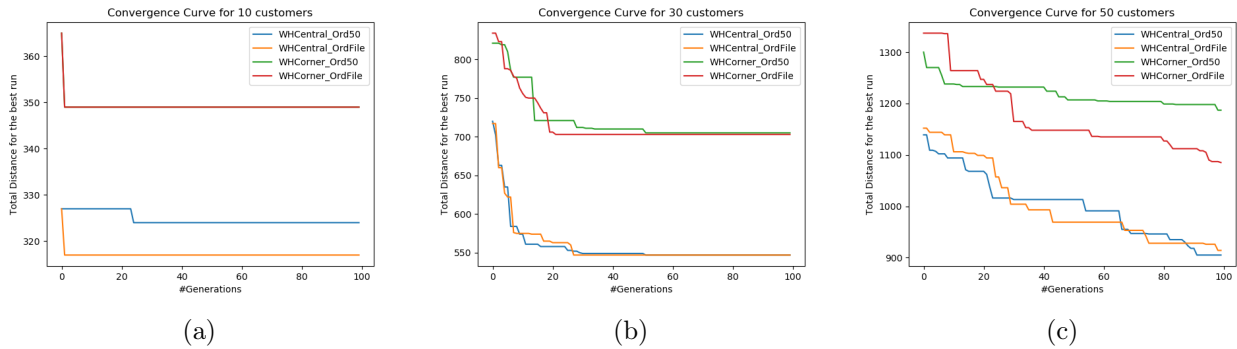 Convergence Curve for 10 customers
WHCentral_Ord50
WHCentral_OrdFile
WHCorner_Ord50
WHCorner_OrdFile
Total Distance for the best run
360
350
340
330
320
0 20 40 60 80 100
#Generations
(a)
Convergence Curve for 30 customers
WHCentral_Ord50
WHCentral_OrdFile
WHCorner_Ord50
WHCorner_OrdFile
Total Distance for the best run
800
750
700
650
600
550
0 20 40 60 80 100
#Generations
(b)
Convergence Curve for 50 customers
WHCentral_Ord50
WHCentral_OrdFile
WHCorner_Ord50
WHCorner_OrdFile
Total Distance for the best run
1300
1200
1100
1000
900
0 20 40 60 80 100
#Generations
(c)